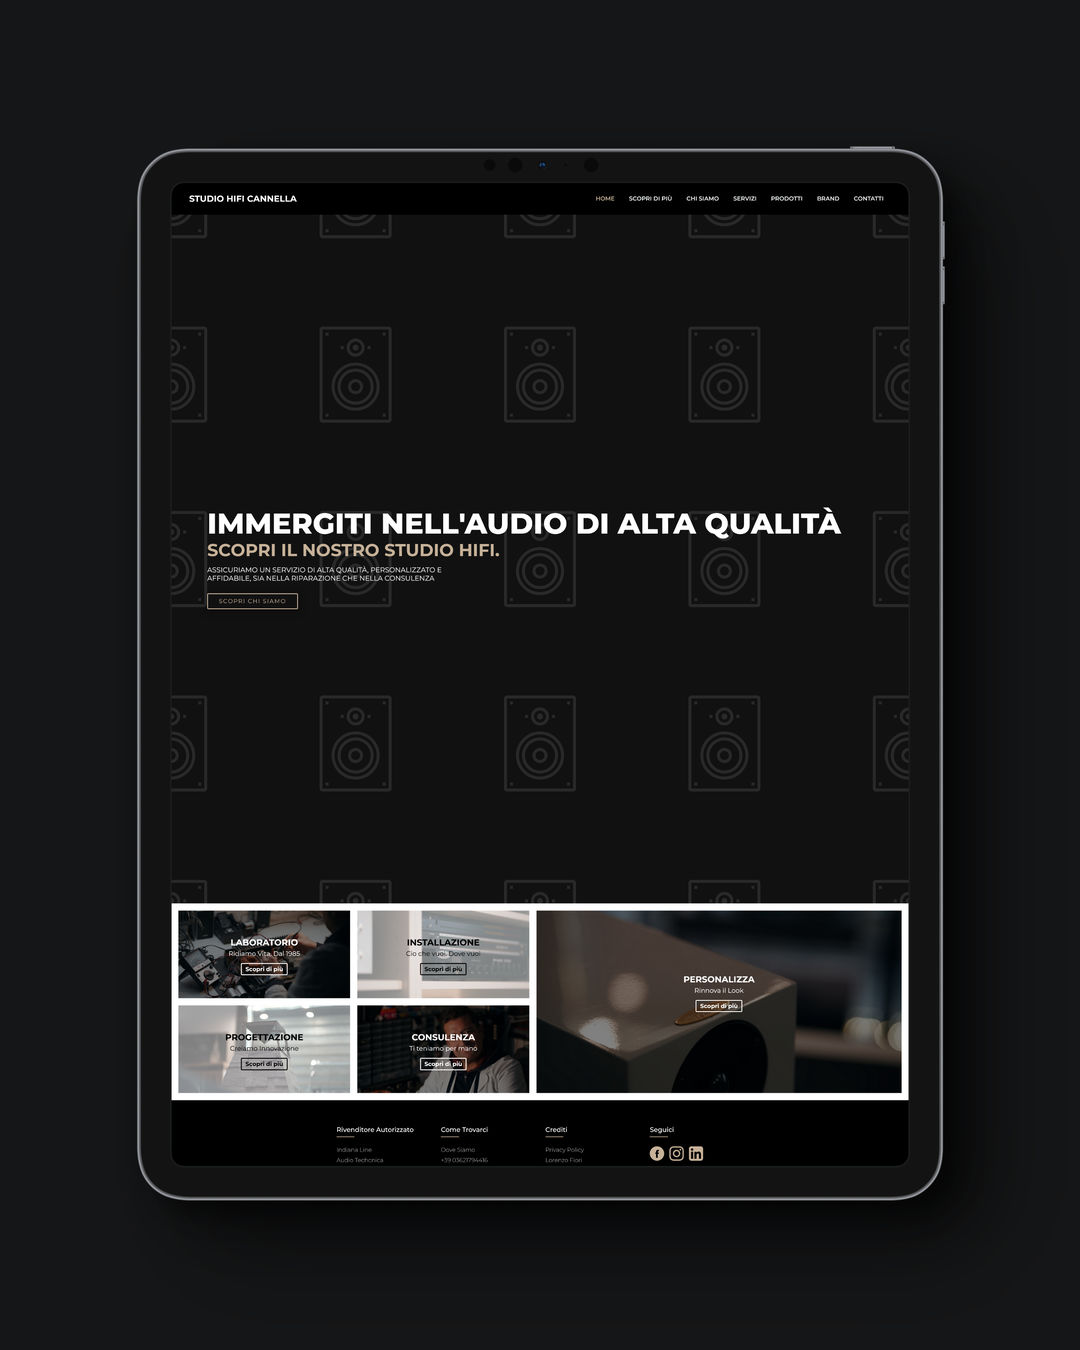 STUDIO HIFI CANNELLA
HOME SCOPRI DI PIÙ CHI SIAMO SERVIZI PRODOTTI BRAND CONTATTI
IMMERGITI NELL'AUDIO DI ALTA QUALITÀ
SCOPRI IL NOSTRO STUDIO HIFI.
ASSICURIAMO UN SERVIZIO DI ALTA QUALITÀ, PERSONALIZZATO E
AFFIDABILE, SIA NELLA RIPARAZIONE CHE NELLA CONSULENZA
SCOPRI CHI SIAMO
LABORATORIO
Ridiamo Vita, Dal 1985
Scopri di più
INSTALLAZIONE
Ciò che vuoi, Dove vuoi
Scopri di più
PROGETTAZIONE
Creiamo Innovazione
Scopri di più
CONSULENZA
Ti teniamo per mano
Scopri di più
PERSONALIZZA
Rinnova il Look
Scopri di più
Rivenditore Autorizzato
Indiana Line
Audio Techonica
Come Trovarci
Dove Siamo
+39 03621794416
Crediti
Privacy Policy
Lorenzo Fiori
Seguici